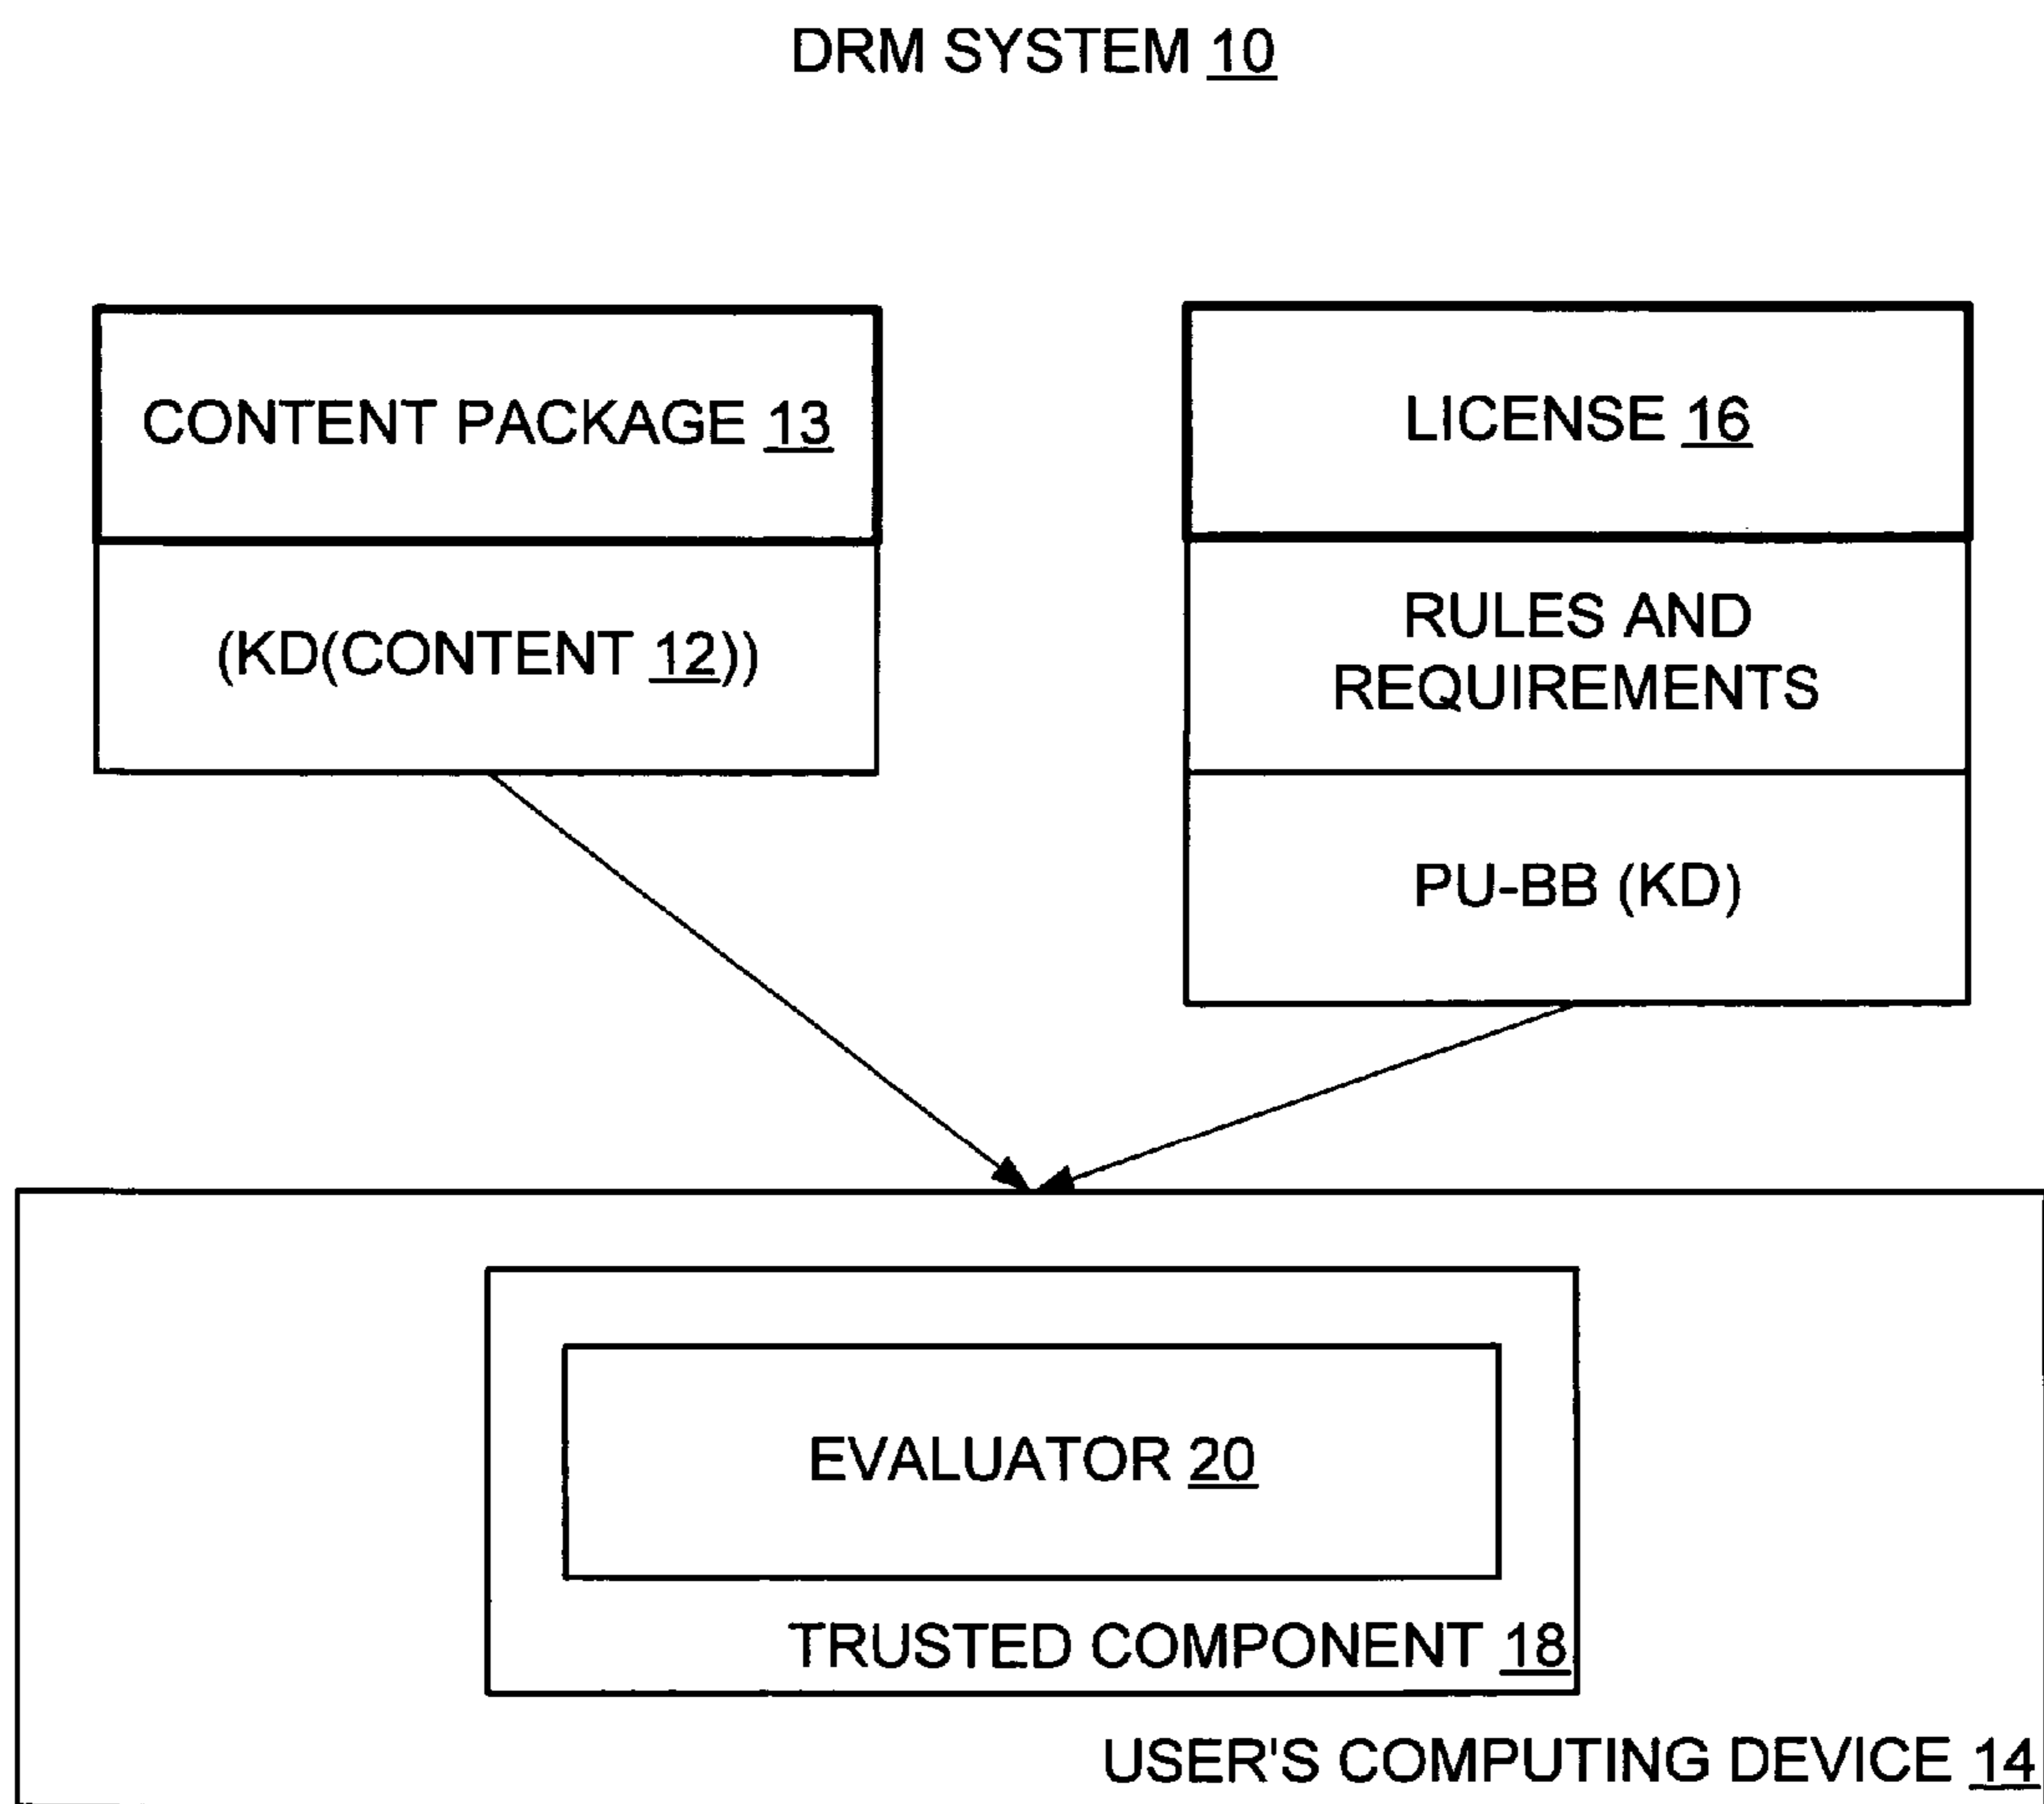 DRM SYSTEM 10
CONTENT PACKAGE 13
(KD(CONTENT 12))
LICENSE 16
RULES AND
REQUIREMENTS
PU-BB (KD)
EVALUATOR 20
TRUSTED COMPONENT 18
USER'S COMPUTING DEVICE 14